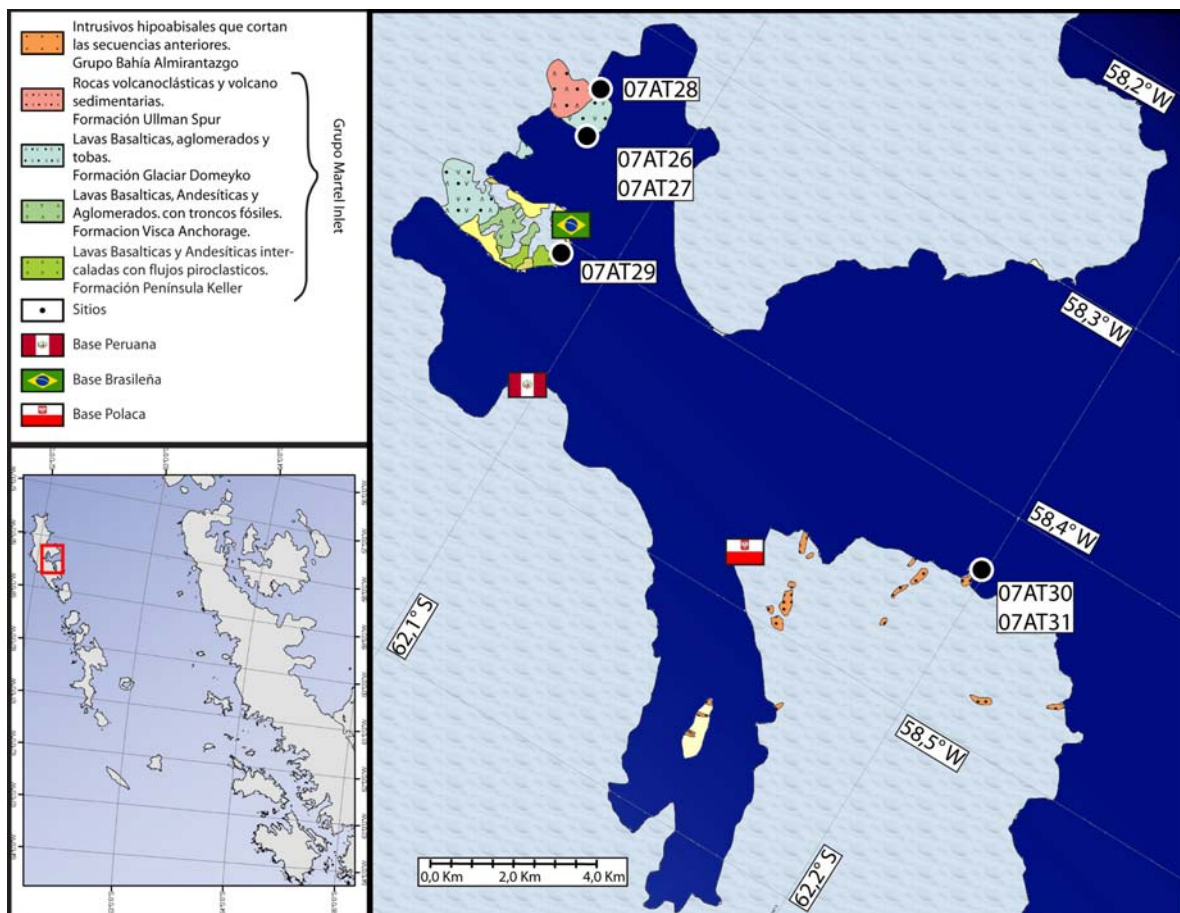 Intrusivos hipoabisales que cortan
las secuencias anteriores.
Grupo Bahía Almirantazgo
Rocas volcanoclásticas y volcano
sedimentarias.
Formación Ullman Spur
Lavas Basalticas, aglomerados y
tobas.
Formación Glaciar Domeyko
Lavas Basalticas, Andesíticas y
Aglomerados. con troncos fósiles.
Formacion Visca Anchorage.
Lavas Basalticas y Andesíticas inter-
caladas con flujos piroclasticos.
Formación Península Keller
Grupo Martel Inlet
Sitios
Base Peruana
Base Brasileña
Base Polaca
07AT28
07AT26
07AT27
07AT29
07AT30
07AT31
58,2° W
58,3° W
58,4° W
58,5° W
62,1° S
62,2° S
0,0 Km
2,0 Km
4,0 Km